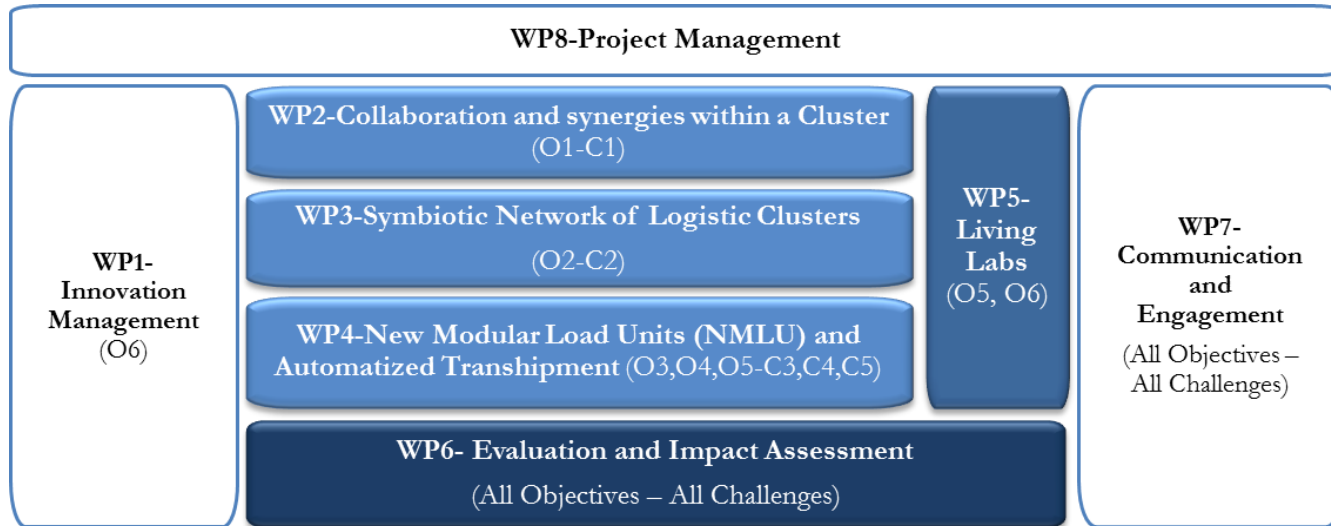 WP8-Project Management
WP1-
Innovation
Management
(O6)
WP2-Collaboration and synergies within a Cluster
(O1-C1)
WP3-Symbiotic Network of Logistic Clusters
(O2-C2)
WP4-New Modular Load Units (NMLU) and
Automatized Transhipment (O3,O4,O5-C3,C4,C5)
WP5-
Living
Labs
(O5, O6)
WP6- Evaluation and Impact Assessment
(All Objectives – All Challenges)
WP7-
Communication
and
Engagement
(All Objectives –
All Challenges)